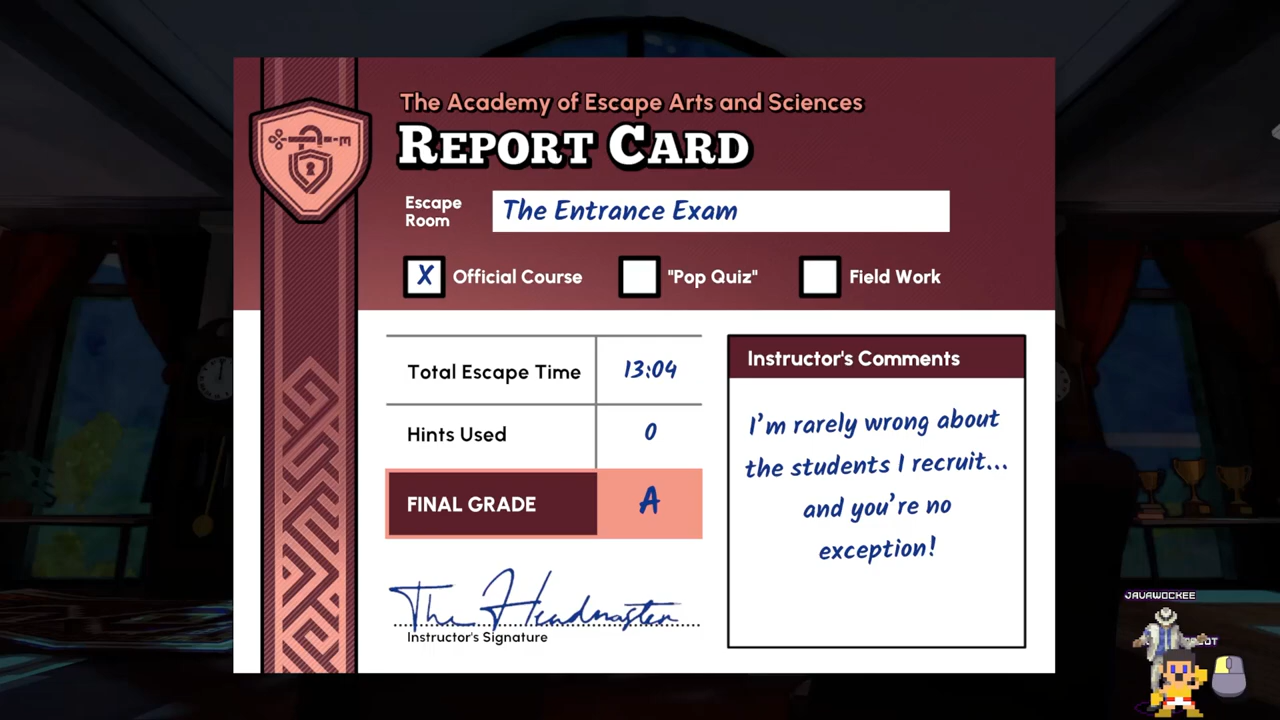 The Academy of Escape Arts and Sciences
REPORT CARD
Escape
Room
The Entrance Exam
X Official Course "Pop Quiz" Field Work
Total Escape Time 13:04
Hints Used 0
FINAL GRADE A
The Headmaster
Instructor's Signature
Instructor's Comments
I'm rarely wrong about
the students I recruit...
and you're no
exception!
JAVAWOCKEE